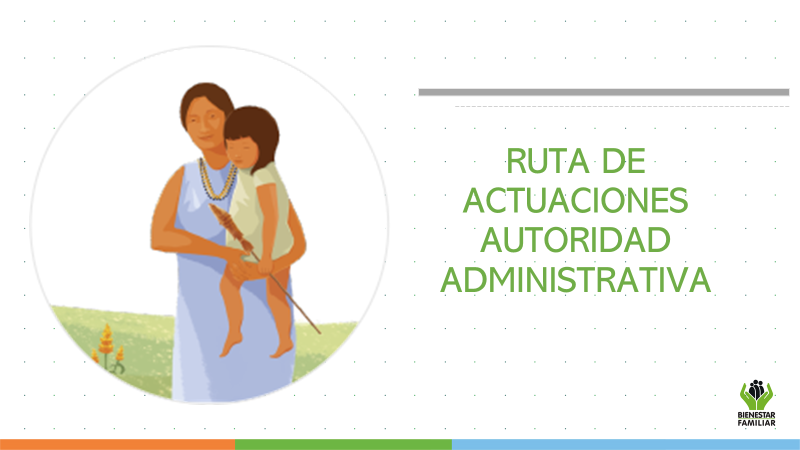 RUTA DE
ACTUACIONES
AUTORIDAD
ADMINISTRATIVA
BIENESTAR
FAMILIAR